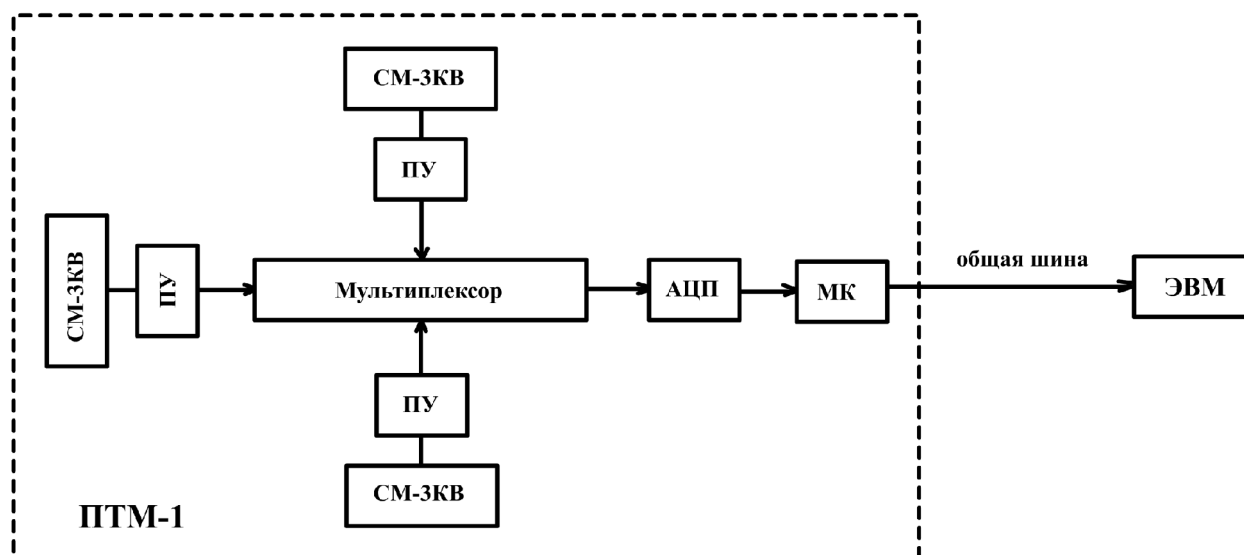 СМ-3КВ
ПУ
СМ-3КВ
ПУ
Мультиплексор
АЦП
МК
общая шина
ЭВМ
ПУ
СМ-3КВ
ПТМ-1